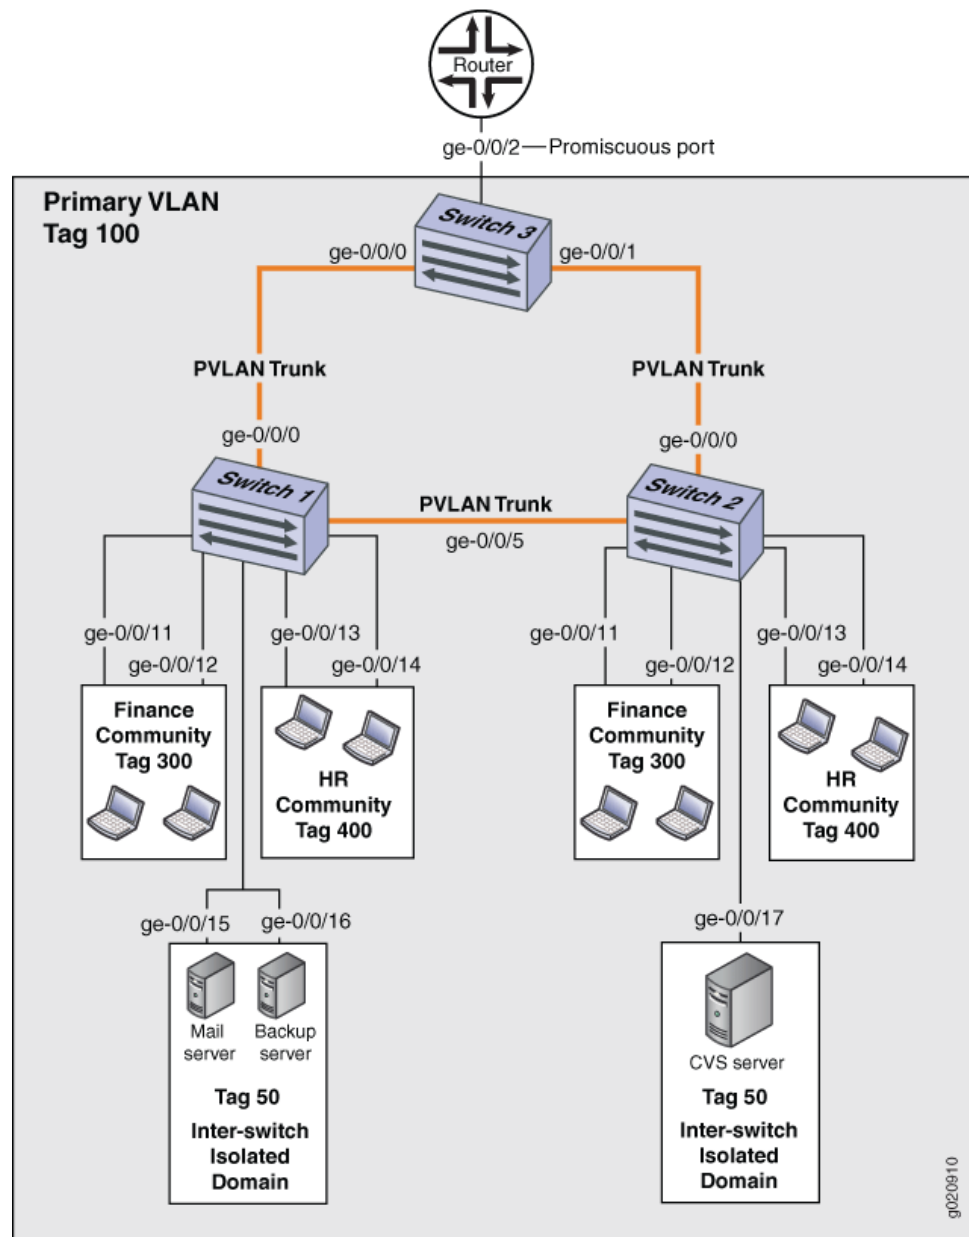 Router
ge-0/0/2
Promiscuous port
Primary VLAN
Tag 100
Switch 3
ge-0/0/0
ge-0/0/1
PVLAN Trunk
PVLAN Trunk
ge-0/0/0
ge-0/0/0
Switch 1
PVLAN Trunk
ge-0/0/5
Switch 2
ge-0/0/11
ge-0/0/12
ge-0/0/13
ge-0/0/14
ge-0/0/11
ge-0/0/12
ge-0/0/13
ge-0/0/14
Finance
Community
Tag 300
HR
Community
Tag 400
Finance
Community
Tag 300
HR
Community
Tag 400
ge-0/0/15
ge-0/0/16
ge-0/0/17
Mail
server
Backup
server
Tag 50
Inter-switch
Isolated
Domain
CVS server
Tag 50
Inter-switch
Isolated
Domain
g020910